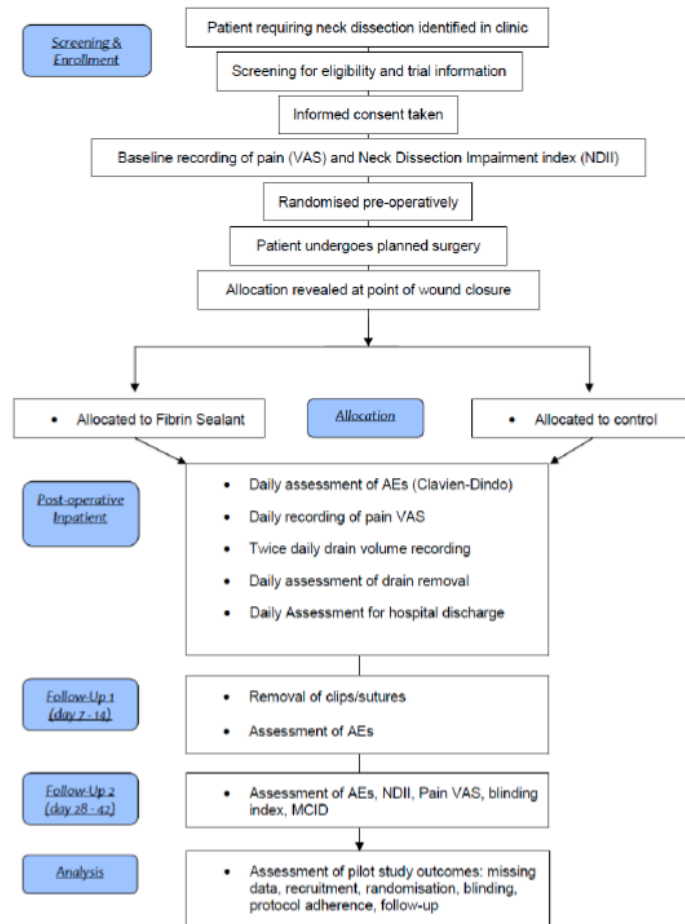 Patient requiring neck dissection identified in clinic
Screening &
Enrollment
Screening for eligibility and trial information
Informed consent taken
Baseline recording of pain (VAS) and Neck Dissection Impairment index (NDII)
Randomised pre-operatively
Patient undergoes planned surgery
Allocation revealed at point of wound closure
• Allocated to Fibrin Sealant
Allocation
• Allocated to control
Post-operative
Inpatient
• Daily assessment of AEs (Clavien-Dindo)
• Daily recording of pain VAS
• Twice daily drain volume recording
• Daily assessment of drain removal
• Daily Assessment for hospital discharge
Follow-Up 1
(day 7 - 14)
• Removal of clips/sutures
• Assessment of AEs
Follow-Up 2
(day 28 - 42)
• Assessment of AEs, NDII, Pain VAS, blinding
index, MCID
Analysis
• Assessment of pilot study outcomes: missing
data, recruitment, randomisation, blinding,
protocol adherence, follow-up